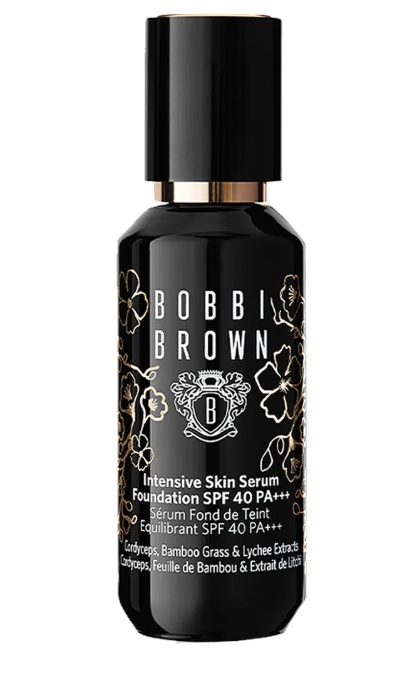 BOBBI
BROWN
B
Intensive Skin Serum
Foundation SPF 40 PA+++
Sérum Fond de Teint
Equilibrant SPF 40 PA+++
Cordyceps, Bamboo Grass & Lychee Extracts
Cordyceps, Feuille de Bambou & Extrait de Litchi